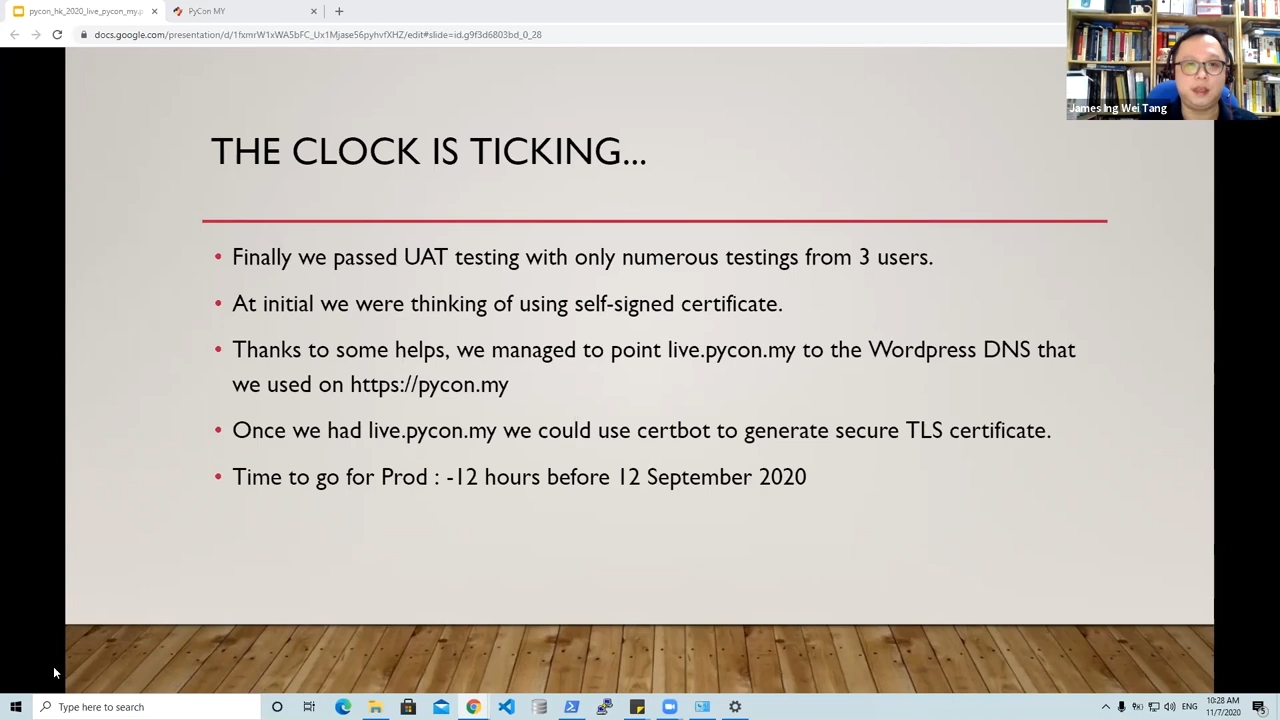 pycon_hk_2020_live_pycon_my.p
PyCon MY
docs.google.com/presentation/d/1fxmrW1xWA5bFC_Ux1Mjase56pyhvfXHZ/edit#slide=id.g9f3d6803bd_0_28
James Ing Wei Tang
THE CLOCK IS TICKING...
• Finally we passed UAT testing with only numerous testings from 3 users.
• At initial we were thinking of using self-signed certificate.
• Thanks to some helps, we managed to point live.pycon.my to the Wordpress DNS that
we used on https://pycon.my
• Once we had live.pycon.my we could use certbot to generate secure TLS certificate.
• Time to go for Prod : -12 hours before 12 September 2020
Type here to search
ENG
10:28 AM
11/7/2020
5